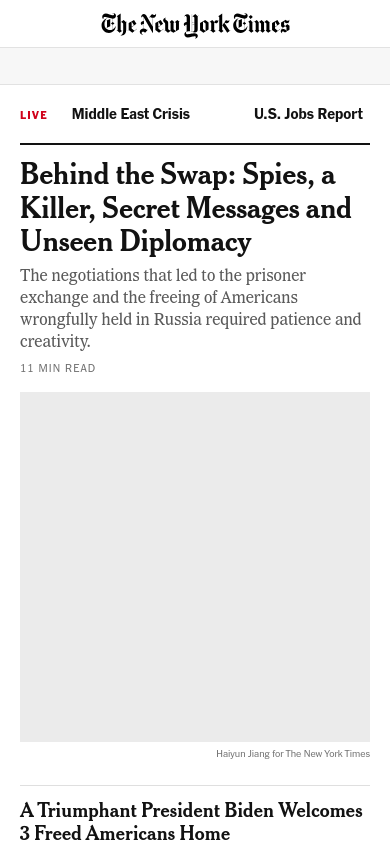 The New York Times
LIVE Middle East Crisis U.S. Jobs Report
Behind the Swap: Spies, a
Killer, Secret Messages and
Unseen Diplomacy
The negotiations that led to the prisoner
exchange and the freeing of Americans
wrongfully held in Russia required patience and
creativity.
11 MIN READ
Haiyun Jiang for The New York Times
A Triumphant President Biden Welcomes
3 Freed Americans Home